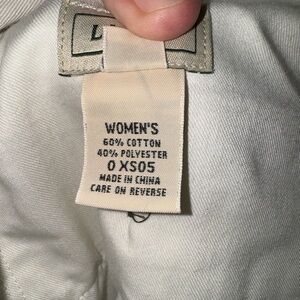 WOMEN'S
60% COTTON
40% POLYESTER
0 XS05
MADE IN CHINA
CARE ON REVERSE